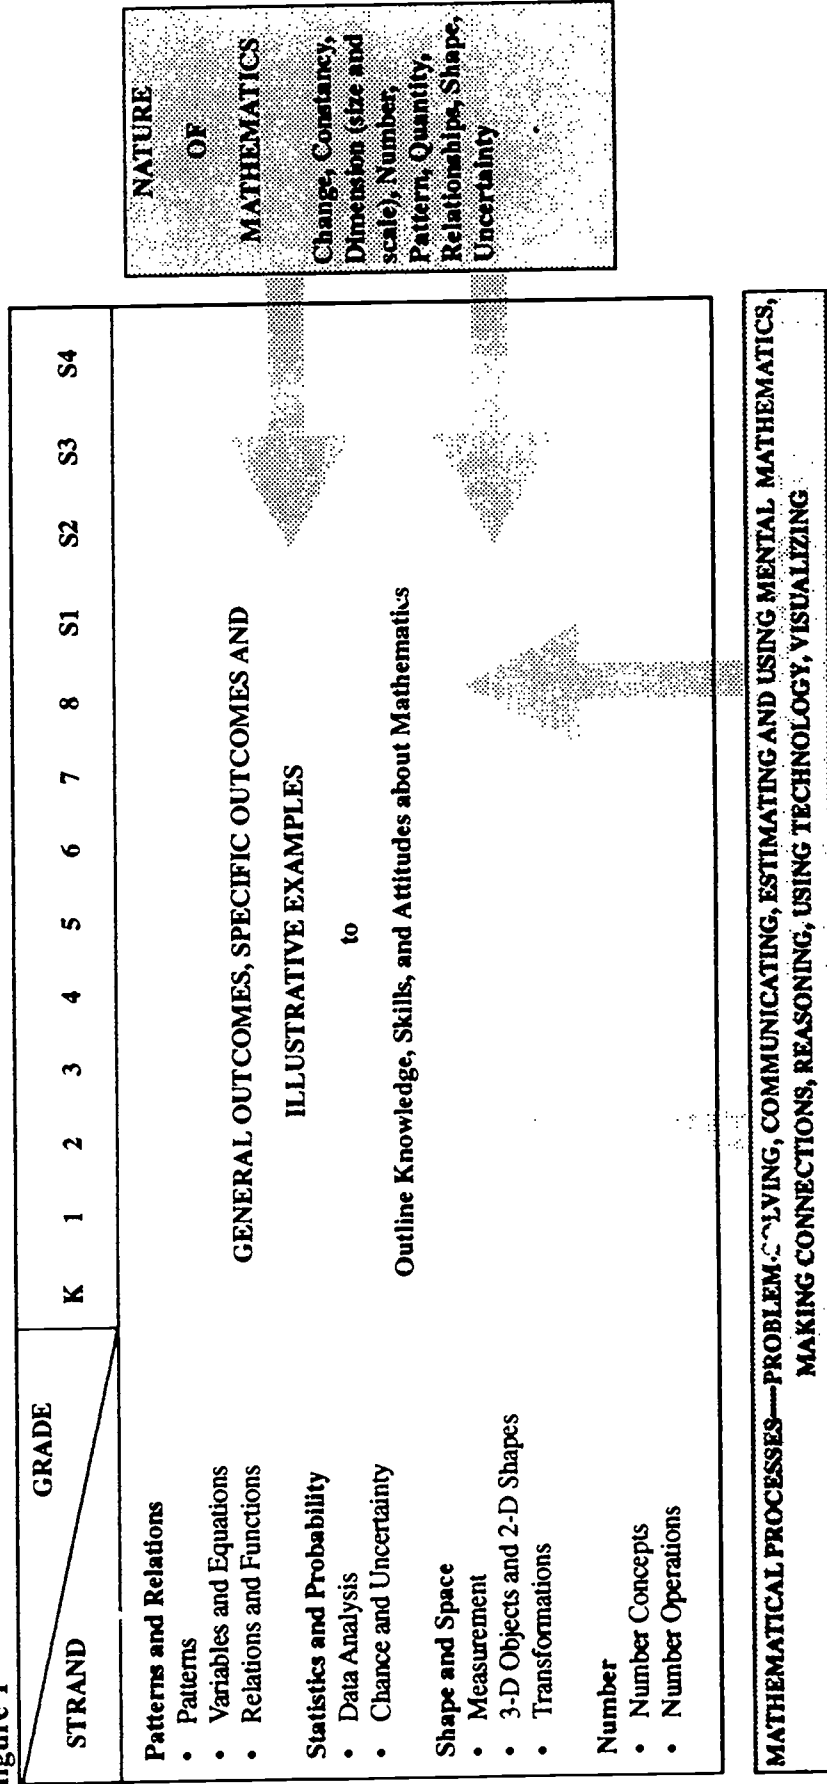 Figure 1
GRADE
STRAND
K 1 2 3 4 5 6 7 8 S1 S2 S3 S4
Patterns and Relations
• Patterns
• Variables and Equations
• Relations and Functions
Statistics and Probability
• Data Analysis
• Chance and Uncertainty
Shape and Space
• Measurement
• 3-D Objects and 2-D Shapes
• Transformations
Number
• Number Concepts
• Number Operations
GENERAL OUTCOMES, SPECIFIC OUTCOMES AND
ILLUSTRATIVE EXAMPLES
to
Outline Knowledge, Skills, and Attitudes about Mathematics
NATURE
OF
MATHEMATICS
Change, Constancy,
Dimension (size and
scale), Number,
Pattern, Quantity,
Relationships, Shape,
Uncertainty
MATHEMATICAL PROCESSES—PROBLEM-SOLVING, COMMUNICATING, ESTIMATING AND USING MENTAL MATHEMATICS,
MAKING CONNECTIONS, REASONING, USING TECHNOLOGY, VISUALIZING